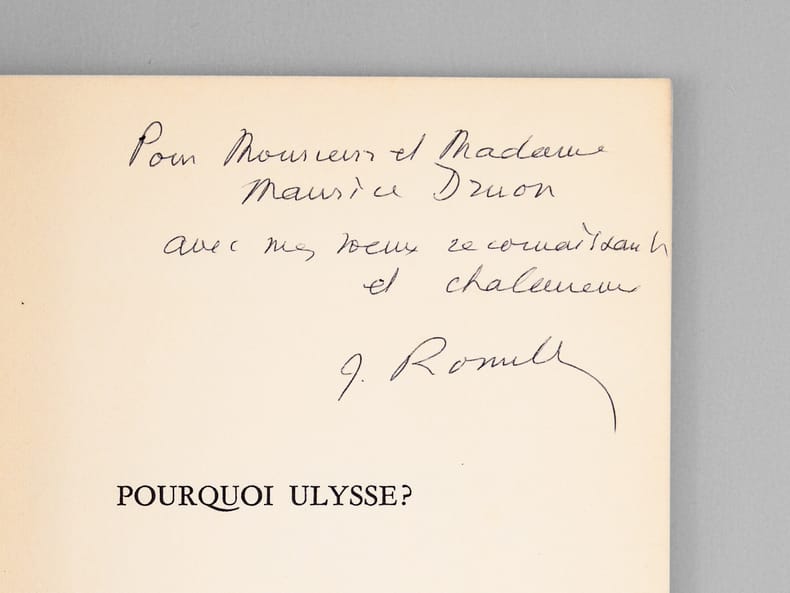 Pour Monsieur et Madame
Maurice Druon
avec mes voeux reconnaissants
et chaleureux
J. Romilly
POURQUOI ULYSSE?